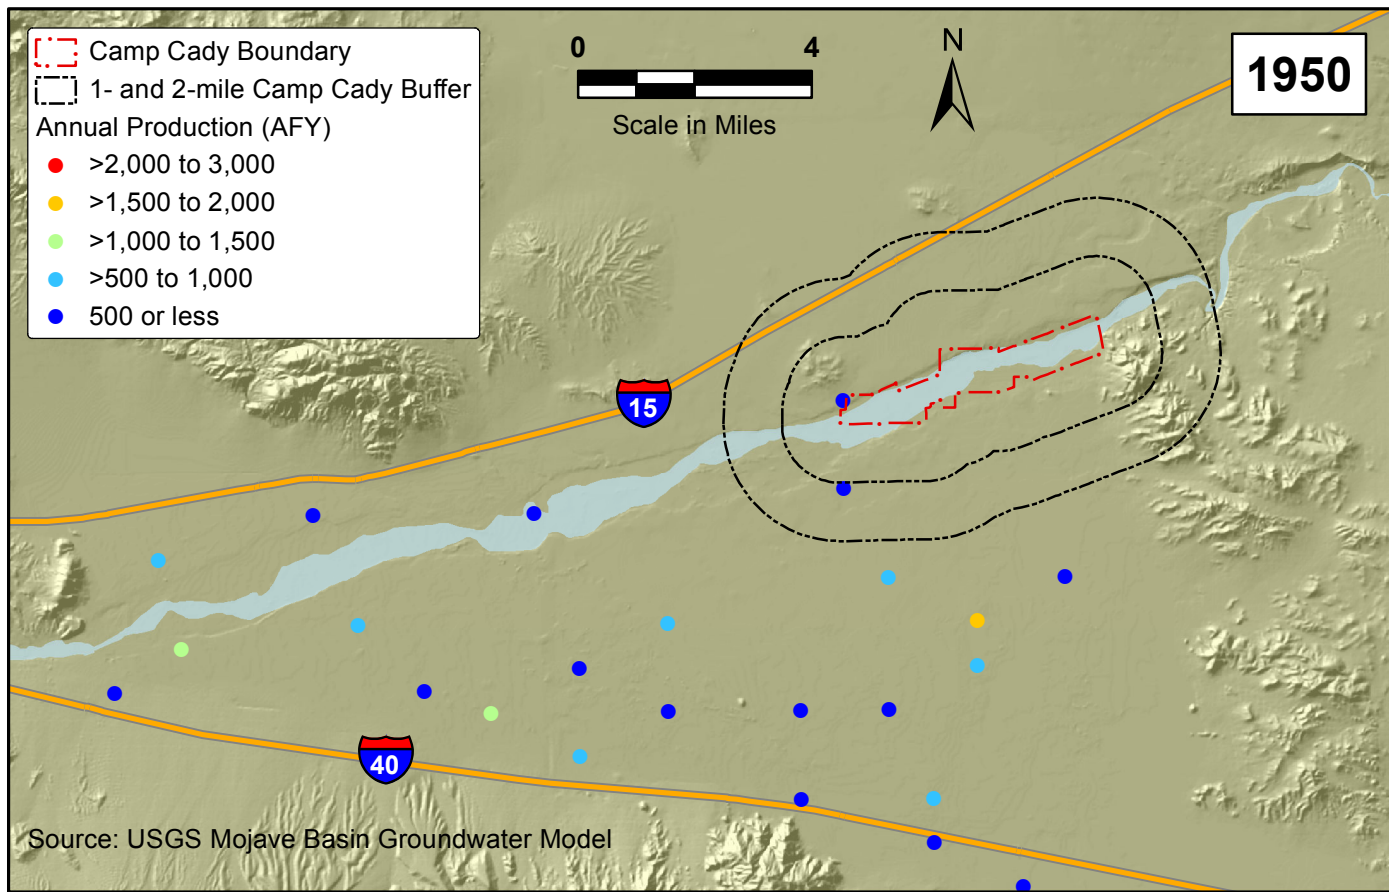 Camp Cady Boundary
1- and 2-mile Camp Cady Buffer
Annual Production (AFY)
>2,000 to 3,000
>1,500 to 2,000
>1,000 to 1,500
>500 to 1,000
500 or less
0 4
Scale in Miles
N
1950
15
40
Source: USGS Mojave Basin Groundwater Model